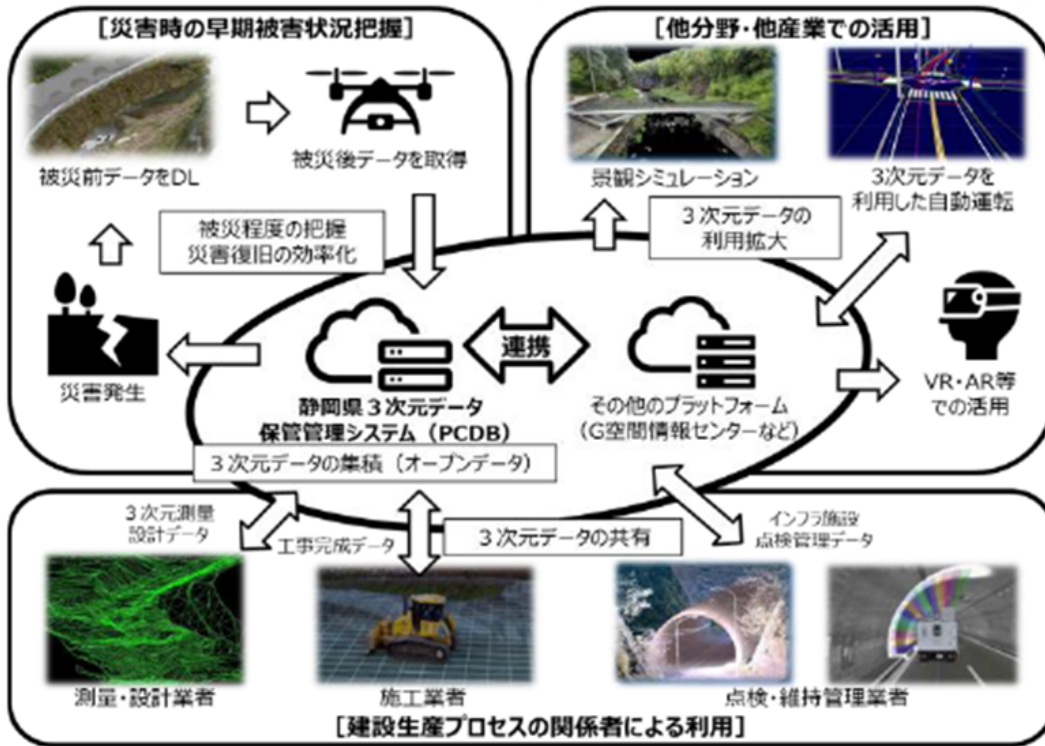 [災害時の早期被害状況把握]
被災前データをDL
被災後データを取得
被災程度の把握
災害復旧の効率化
災害発生
[他分野・他産業での活用]
景観シミュレーション
3次元データを
利用した自動運転
3次元データの
利用拡大
VR・AR等
での活用
連携
静岡県3次元データ
保管管理システム（PCDB）
その他のプラットフォーム
（G空間情報センターなど）
3次元データの集積（オープンデータ）
3次元測量
設計データ
工事完成データ
3次元データの共有
インフラ施設
点検管理データ
測量・設計業者
施工業者
点検・維持管理業者
[建設生産プロセスの関係者による利用]